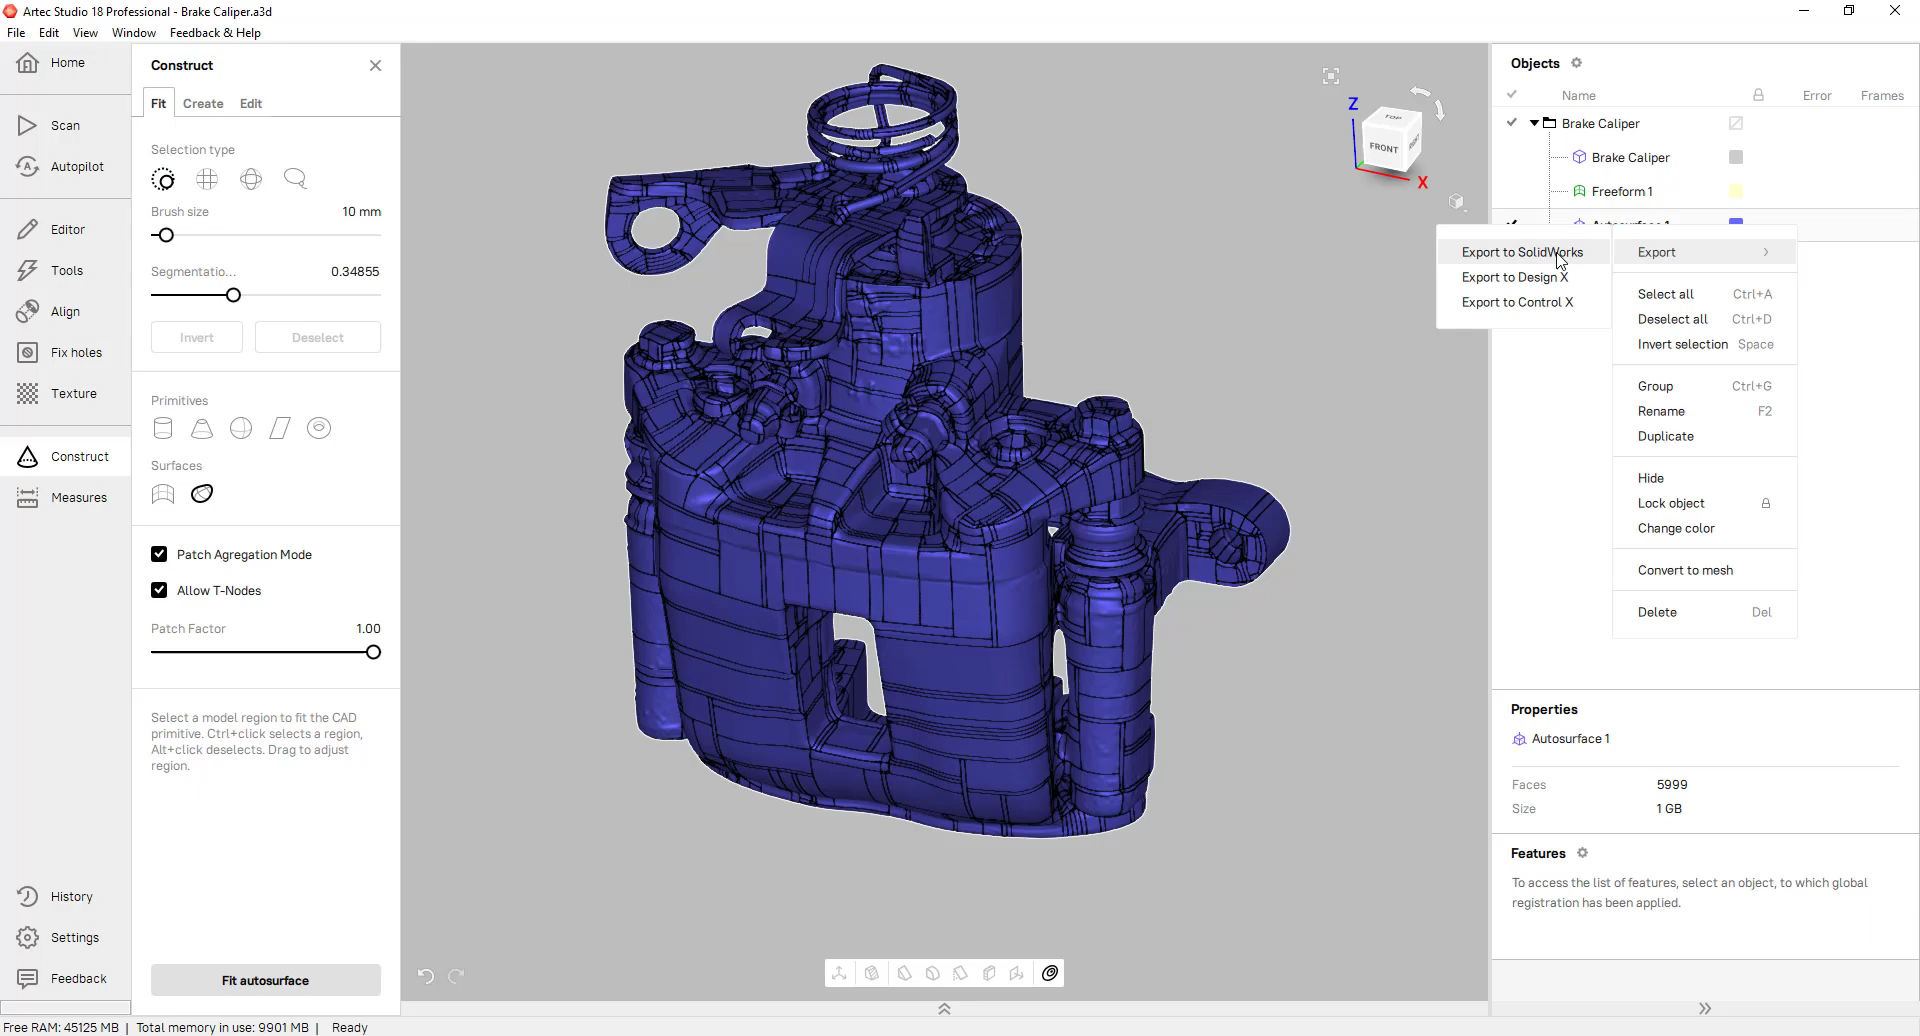 Artec Studio 18 Professional - Brake Caliper.a3d
File Edit View Window Feedback & Help
Home
Scan
Autopilot
Editor
Tools
Align
Fix holes
Texture
Construct
Measures
History
Settings
Feedback
Construct
Fit Create Edit
Selection type
Brush size 10 mm
Segmentatio... 0.34855
Invert Deselect
Primitives
Surfaces
Patch Agregation Mode
Allow T-Nodes
Patch Factor 1.00
Select a model region to fit the CAD
primitive. Ctrl+click selects a region,
Alt+click deselects. Drag to adjust
region.
Fit autosurface
Z
TOP
FRONT
RIGHT
X
Objects
Name Error Frames
Brake Caliper
Brake Caliper
Freeform 1
Autosurface 1
Export to SolidWorks
Export to Design X
Export to Control X
Export
Select all Ctrl+A
Deselect all Ctrl+D
Invert selection Space
Group Ctrl+G
Rename F2
Duplicate
Hide
Lock object
Change color
Convert to mesh
Delete Del
Properties
Autosurface 1
Faces 5999
Size 1 GB
Features
To access the list of features, select an object, to which global
registration has been applied.
Free RAM: 45125 MB | Total memory in use: 9901 MB | Ready